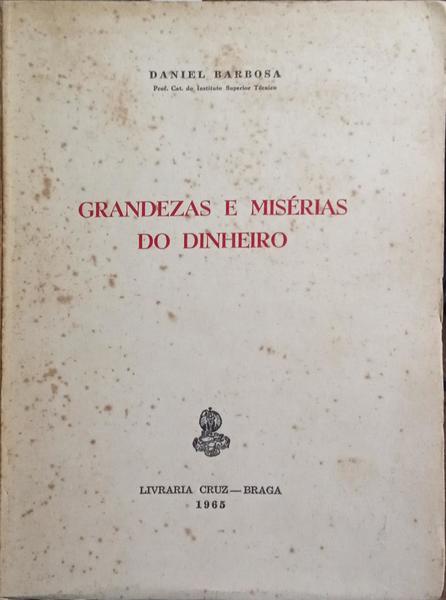 DANIEL BARBOSA
Prof. Cat. do Instituto Superior Técnico
GRANDEZAS E MISÉRIAS
DO DINHEIRO
LIVRARIA CRUZ — BRAGA
1965